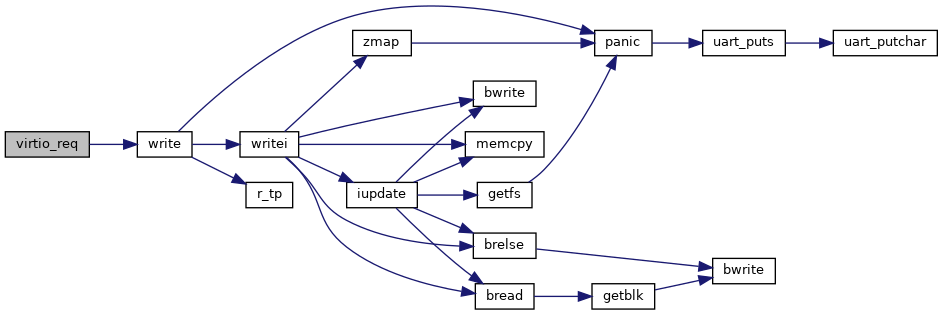 virtio_req
write
writei
r_tp
zmap
bwrite
memcpy
iupdate
getfs
brelse
bread
getblk
bwrite
panic
uart_puts
uart_putchar